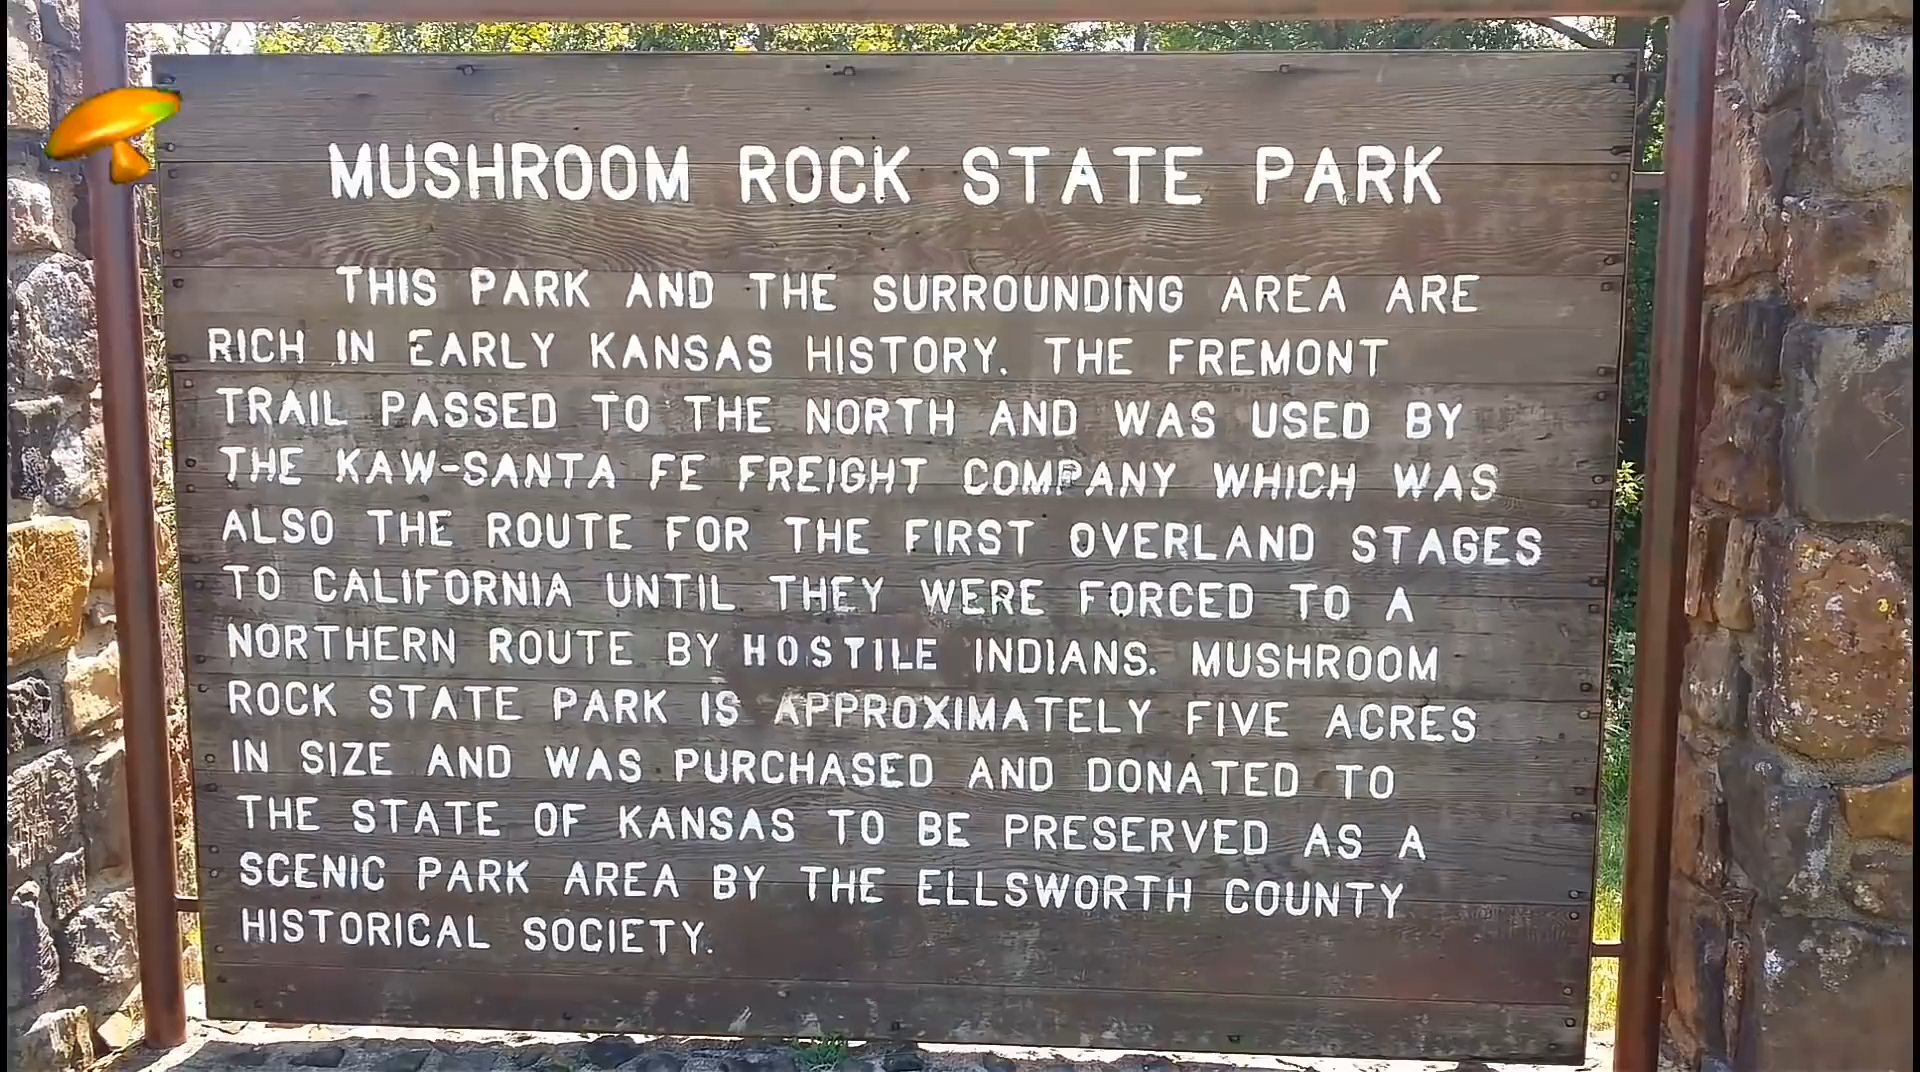 MUSHROOM ROCK STATE PARK
THIS PARK AND THE SURROUNDING AREA ARE
RICH IN EARLY KANSAS HISTORY. THE FREMONT
TRAIL PASSED TO THE NORTH AND WAS USED BY
THE KAW-SANTA FE FREIGHT COMPANY WHICH WAS
ALSO THE ROUTE FOR THE FIRST OVERLAND STAGES
TO CALIFORNIA UNTIL THEY WERE FORCED TO A
NORTHERN ROUTE BY HOSTILE INDIANS. MUSHROOM
ROCK STATE PARK IS APPROXIMATELY FIVE ACRES
IN SIZE AND WAS PURCHASED AND DONATED TO
THE STATE OF KANSAS TO BE PRESERVED AS A
SCENIC PARK AREA BY THE ELLSWORTH COUNTY
HISTORICAL SOCIETY.